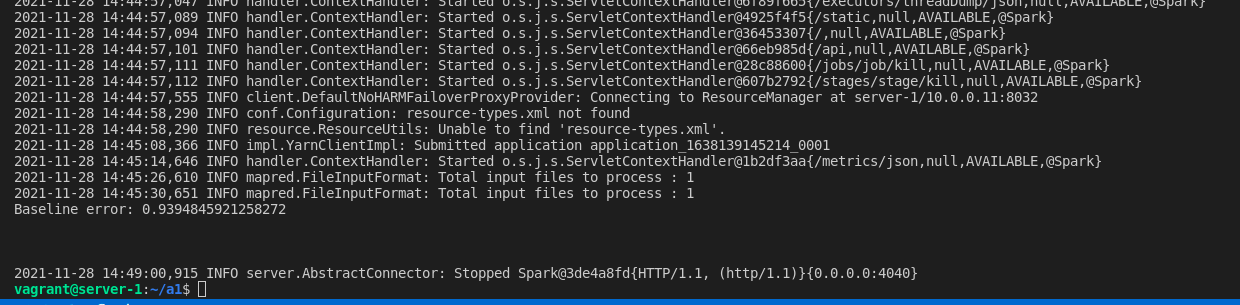 2021-11-28 14:44:57,047 INFO handler.ContextHandler: Started o.s.j.s.ServletContextHandler@6f89f665{/executors/threadDump/json,null,AVAILABLE,@Spark}
2021-11-28 14:44:57,089 INFO handler.ContextHandler: Started o.s.j.s.ServletContextHandler@4925f4f5{/static,null,AVAILABLE,@Spark}
2021-11-28 14:44:57,094 INFO handler.ContextHandler: Started o.s.j.s.ServletContextHandler@36453307{/,null,AVAILABLE,@Spark}
2021-11-28 14:44:57,101 INFO handler.ContextHandler: Started o.s.j.s.ServletContextHandler@66eb985d{/api,null,AVAILABLE,@Spark}
2021-11-28 14:44:57,111 INFO handler.ContextHandler: Started o.s.j.s.ServletContextHandler@28c88600{/jobs/job/kill,null,AVAILABLE,@Spark}
2021-11-28 14:44:57,112 INFO handler.ContextHandler: Started o.s.j.s.ServletContextHandler@607b2792{/stages/stage/kill,null,AVAILABLE,@Spark}
2021-11-28 14:44:57,555 INFO client.DefaultNoHARMFailoverProxyProvider: Connecting to ResourceManager at server-1/10.0.0.11:8032
2021-11-28 14:44:58,290 INFO conf.Configuration: resource-types.xml not found
2021-11-28 14:44:58,290 INFO resource.ResourceUtils: Unable to find 'resource-types.xml'.
2021-11-28 14:45:08,366 INFO impl.YarnClientImpl: Submitted application application_1638139145214_0001
2021-11-28 14:45:14,646 INFO handler.ContextHandler: Started o.s.j.s.ServletContextHandler@1b2df3aa{/metrics/json,null,AVAILABLE,@Spark}
2021-11-28 14:45:26,610 INFO mapred.FileInputFormat: Total input files to process : 1
2021-11-28 14:45:30,651 INFO mapred.FileInputFormat: Total input files to process : 1
Baseline error: 0.9394845921258272
2021-11-28 14:49:00,915 INFO server.AbstractConnector: Stopped Spark@3de4a8fd{HTTP/1.1, (http/1.1)}{0.0.0.0:4040}
vagrant@server-1:~/a1$